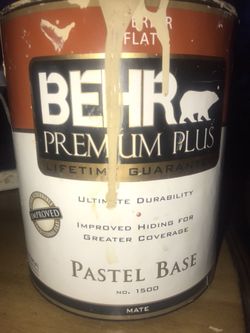 FLAT
BEHR
PREMIUM PLUS
LIFETIME GUARANTEE
ULTIMATE DURABILITY
IMPROVED
IMPROVED HIDING FOR
GREATER COVERAGE
PASTEL BASE
NO. 1500
MATE